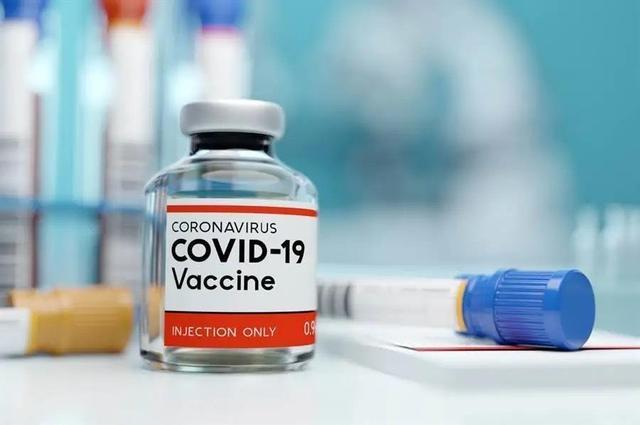 CORONAVIRUS
COVID-19
Vaccine
INJECTION ONLY